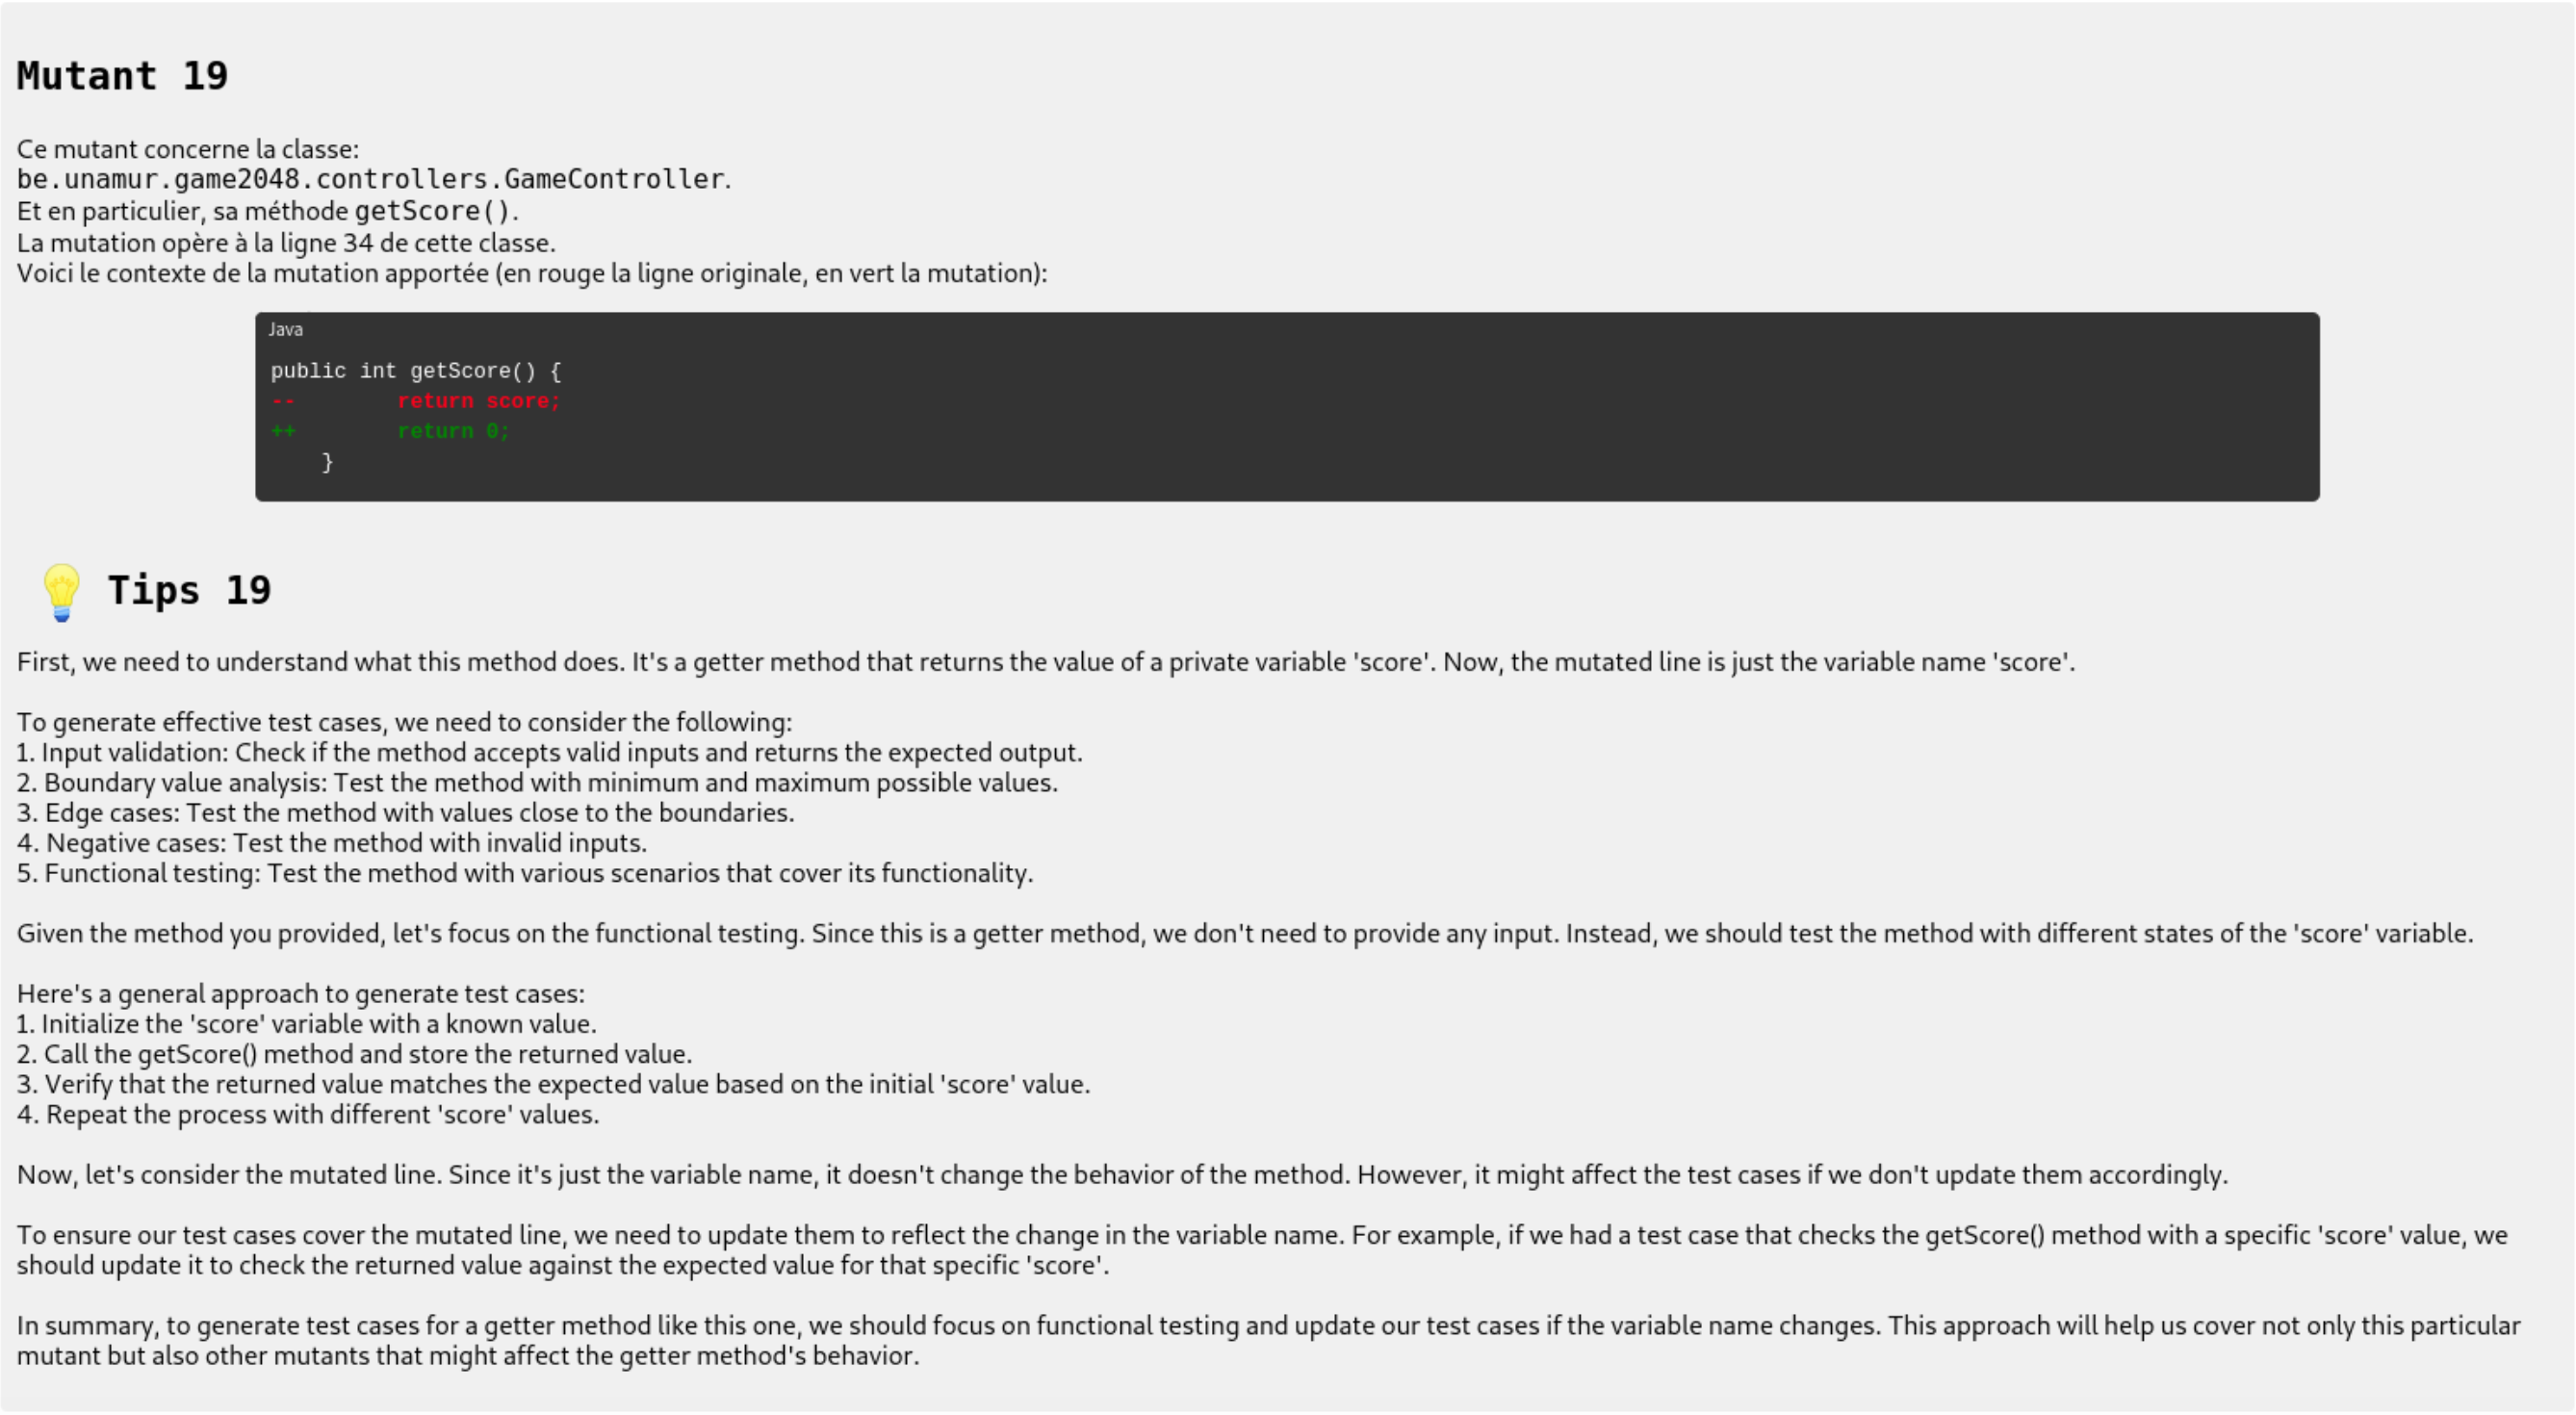 Mutant 19
Ce mutant concerne la classe:
be.unamur.game2048.controllers.GameController.
Et en particulier, sa méthode getScore().
La mutation opère à la ligne 34 de cette classe.
Voici le contexte de la mutation apportée (en rouge la ligne originale, en vert la mutation):
Java
public int getScore() {
--        return score;
++        return 0;
    }
Tips 19
First, we need to understand what this method does. It's a getter method that returns the value of a private variable 'score'. Now, the mutated line is just the variable name 'score'.
To generate effective test cases, we need to consider the following:
1. Input validation: Check if the method accepts valid inputs and returns the expected output.
2. Boundary value analysis: Test the method with minimum and maximum possible values.
3. Edge cases: Test the method with values close to the boundaries.
4. Negative cases: Test the method with invalid inputs.
5. Functional testing: Test the method with various scenarios that cover its functionality.
Given the method you provided, let's focus on the functional testing. Since this is a getter method, we don't need to provide any input. Instead, we should test the method with different states of the 'score' variable.
Here's a general approach to generate test cases:
1. Initialize the 'score' variable with a known value.
2. Call the getScore() method and store the returned value.
3. Verify that the returned value matches the expected value based on the initial 'score' value.
4. Repeat the process with different 'score' values.
Now, let's consider the mutated line. Since it's just the variable name, it doesn't change the behavior of the method. However, it might affect the test cases if we don't update them accordingly.
To ensure our test cases cover the mutated line, we need to update them to reflect the change in the variable name. For example, if we had a test case that checks the getScore() method with a specific 'score' value, we
should update it to check the returned value against the expected value for that specific 'score'.
In summary, to generate test cases for a getter method like this one, we should focus on functional testing and update our test cases if the variable name changes. This approach will help us cover not only this particular
mutant but also other mutants that might affect the getter method's behavior.